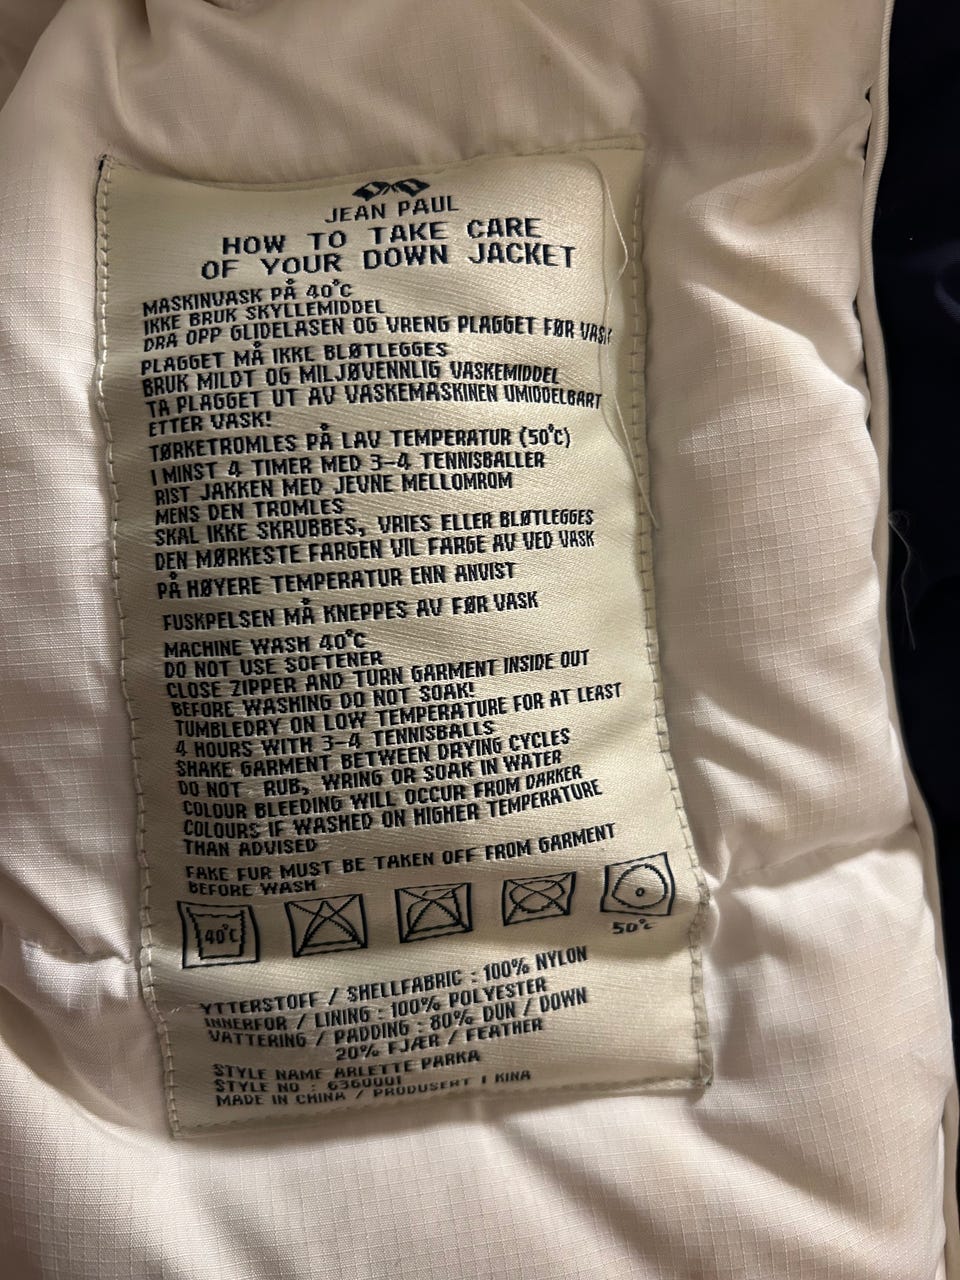 JEAN PAUL
HOW TO TAKE CARE
OF YOUR DOWN JACKET
MASKINVASK PÅ 40°C
IKKE BRUK SKYLLEMIDDEL
DRA OPP GLIDELASEN OG VRENG PLAGGET FØR VASK
PLAGGET MÅ IKKE BLØTLEGGES
BRUK MILDT OG MILJØVENNLIG VASKEMIDDEL
TA PLAGGET UT AV VASKEMASKINEN UMIDDELBART
ETTER VASK!
TØRKETROMLES PÅ LAV TEMPERATUR (50°C)
I MINST 4 TIMER MED 3-4 TENNISBALLER
RIST JAKKEN MED JEVNE MELLOMROM
MENS DEN TROMLES
SKAL IKKE SKRUBBES, VRIES ELLER BLØTLEGGES
DEN MØRKESTE FARGEN VIL FARGE AV VED VASK
PÅ HØYERE TEMPERATUR ENN ANVIST
FUSKPELSEN MÅ KNEPPES AV FØR VASK
MACHINE WASH 40°C
DO NOT USE SOFTENER
CLOSE ZIPPER AND TURN GARMENT INSIDE OUT
BEFORE WASHING DO NOT SOAK!
TUMBLEDRY ON LOW TEMPERATURE FOR AT LEAST
4 HOURS WITH 3-4 TENNISBALLS
SHAKE GARMENT BETWEEN DRYING CYCLES
DO NOT RUB, WRING OR SOAK IN WATER
COLOUR BLEEDING WILL OCCUR FROM DARKER
COLOURS IF WASHED ON HIGHER TEMPERATURE
THAN ADVISED
FAKE FUR MUST BE TAKEN OFF FROM GARMENT
BEFORE WASH
40°C
50°C
YTTERSTOFF / SHELLFABRIC : 100% NYLON
INNERFOR / LINING : 100% POLYESTER
VATTERING / PADDING : 80% DUN / DOWN
20% FJÆR / FEATHER
STYLE NAME ARLETTE PARKA
STYLE NO : 6360001
MADE IN CHINA / PRODUSERT I KINA